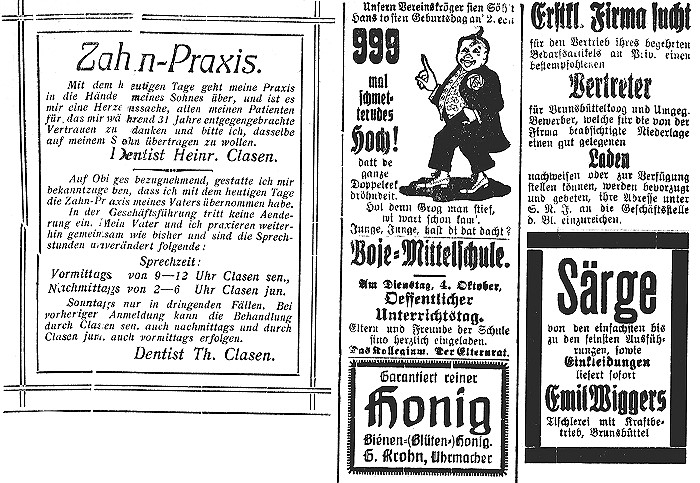 Zahn-Praxis.
Mit dem heutigen Tage geht meine Praxis
in die Hände meines Sohnes über, und ist es
mir eine Herzenssache, allen meinen Patienten
für das mir während 31 Jahre entgegengebrachte
Vertrauen zu danken und bitte ich, dasselbe
auf meinem Sohn übertragen zu wollen.
Dentist Heinr. Clasen.
Auf Obiges bezugnehmend, gestatte ich mir
bekanntzugeben, dass ich mit dem heutigen Tage
die Zahn-Praxis meines Vaters übernommen habe.
In der Geschäftsführung tritt keine Aende-
rung ein. Mein Vater und ich praxieren weiter-
hin gemeinsam wie bisher und sind die Sprech-
stunden unverändert folgende:
Sprechzeit:
Vormittags von 9—12 Uhr Clasen sen.,
Nachmittags von 2—6 Uhr Clasen jun.
Sonntags nur in dringenden Fällen. Bei
vorheriger Anmeldung kann die Behandlung
durch Clasen sen. auch nachmittags und durch
Clasen jun. auch vormittags erfolgen.
Dentist Th. Clasen.
Unsern Vereinskröger sien
Hans to sien Geburtsdag an' 2.
999
mal
schmet-
terndes
Hoch!
datt de
ganze
Doppeleck
dröhndeit.
Hol denn Grog man stief,
wi wart schon kam'.
Junge, Junge, hast di dat dacht?
Boje-Mittelschule.
Am Dienstag, 4. Oktober,
Oeffentlicher
Unterrichtstag.
Eltern und Freunde der Schule
sind herzlich eingeladen.
Das Kollegium. Der Elternrat.
Garantiert reiner
Honig
Bienen-(Blüten-)Honig.
G. Krohn, Uhrmacher
Erstkl. Firma sucht
für den Vertrieb ihres begehrten
Bedarfsartikels an Priv. einen
bestempfohlenen
Vertreter
für Brunsbüttelkoog und Umgeg.
Bewerber, welche für die von der
Firma beabsichtigte Niederlage
einen gut gelegenen
Laden
nachweisen oder zur Verfügung
stellen können, werden bevorzugt
und gebeten, ihre Adresse unter
S. N. J. an die Geschäftsstelle
d. Bl. einzureichen.
Särge
von den einfachsten bis
zu den feinsten Ausfüh-
rungen, sowie
Einkleidungen
liefert sofort
Emil Wiggers
Tischlerei mit Kraftbe-
trieb, Brunsbüttel